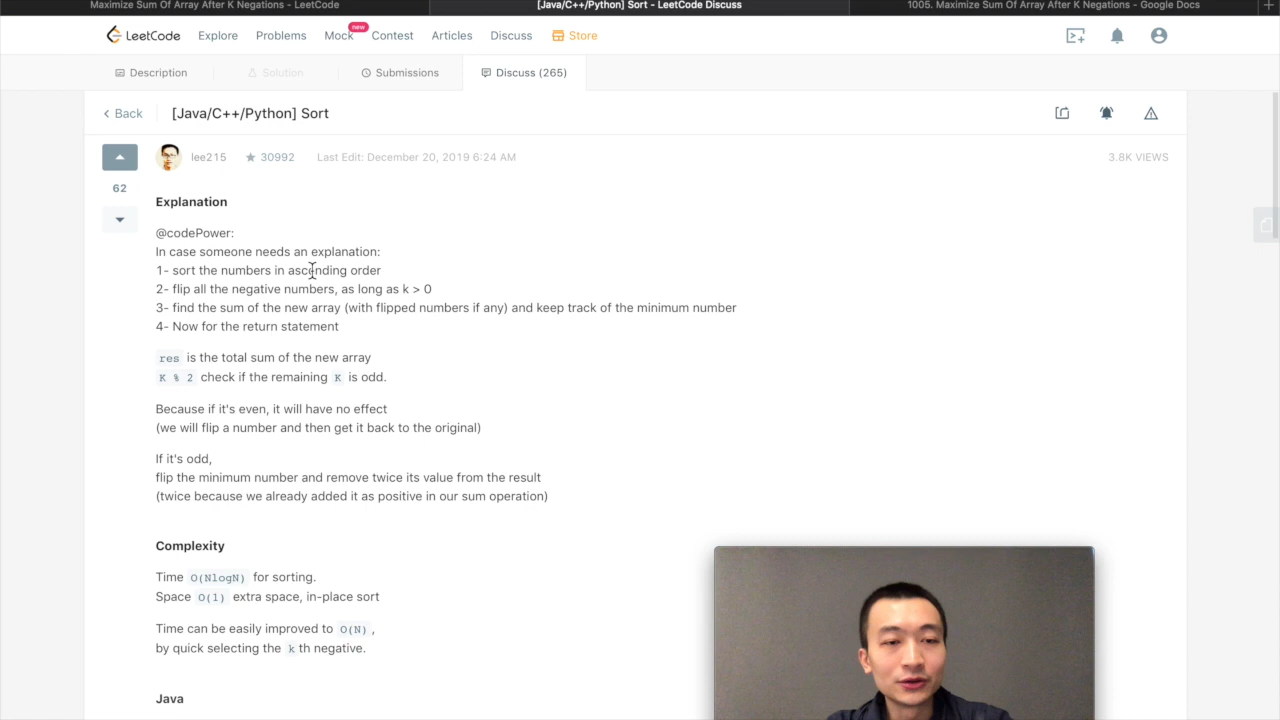 Maximize Sum Of Array After K Negations - LeetCode
[Java/C++/Python] Sort - LeetCode Discuss
1005. Maximize Sum Of Array After K Negations - Google Docs
LeetCode
Explore
Problems
Mock
new
Contest
Articles
Discuss
Store
Description
Solution
Submissions
Discuss (265)
Back
[Java/C++/Python] Sort
lee215
30992
Last Edit: December 20, 2019 6:24 AM
3.8K VIEWS
62
Explanation
@codePower:
In case someone needs an explanation:
1- sort the numbers in ascending order
2- flip all the negative numbers, as long as k > 0
3- find the sum of the new array (with flipped numbers if any) and keep track of the minimum number
4- Now for the return statement
res is the total sum of the new array
K % 2 check if the remaining K is odd.
Because if it's even, it will have no effect
(we will flip a number and then get it back to the original)
If it's odd,
flip the minimum number and remove twice its value from the result
(twice because we already added it as positive in our sum operation)
Complexity
Time O(NlogN) for sorting.
Space O(1) extra space, in-place sort
Time can be easily improved to O(N),
by quick selecting the k th negative.
Java